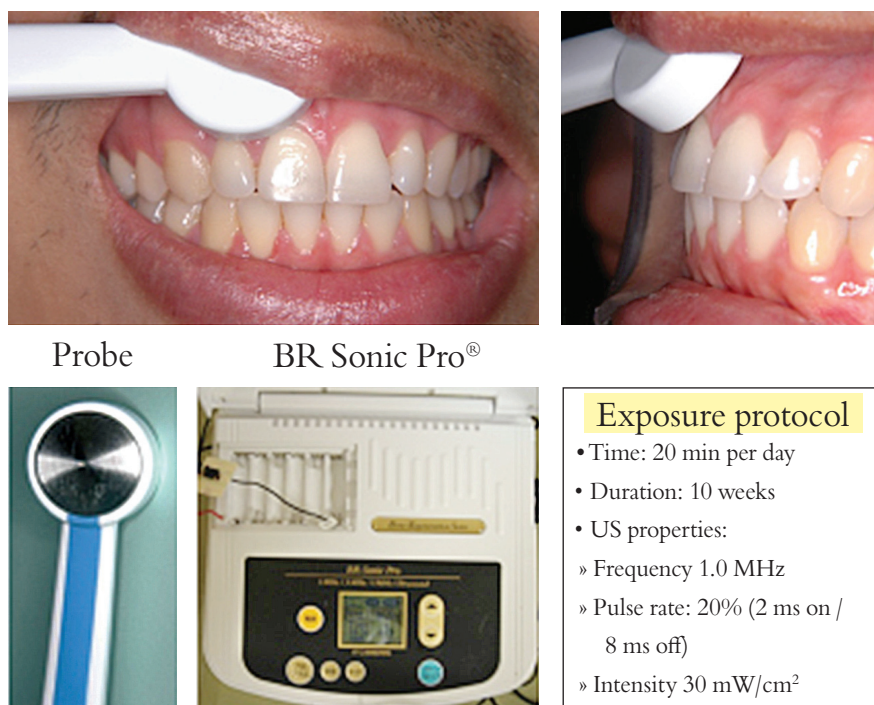 Probe
BR Sonic Pro®
BR Sonic Pro
Exposure protocol
• Time: 20 min per day
• Duration: 10 weeks
• US properties:
» Frequency 1.0 MHz
» Pulse rate: 20% (2 ms on /
8 ms off)
» Intensity 30 mW/cm²